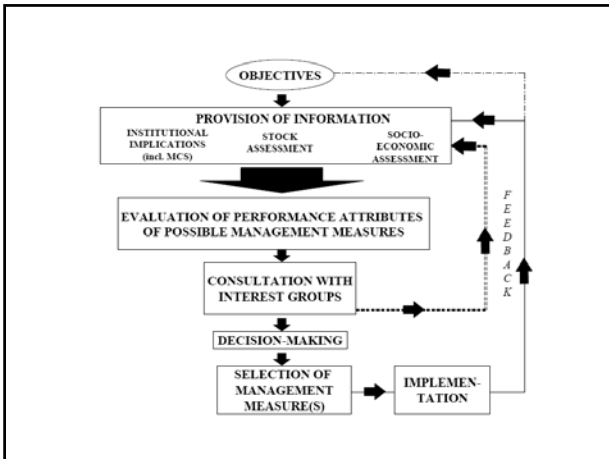 OBJECTIVES
PROVISION OF INFORMATION
INSTITUTIONAL
IMPLICATIONS
(incl. MCS)
STOCK
ASSESSMENT
SOCIO-
ECONOMIC
ASSESSMENT
EVALUATION OF PERFORMANCE ATTRIBUTES
OF POSSIBLE MANAGEMENT MEASURES
CONSULTATION WITH
INTEREST GROUPS
DECISION-MAKING
SELECTION OF
MANAGEMENT
MEASURE(S)
IMPLEMEN-
TATION
FEEDBACK